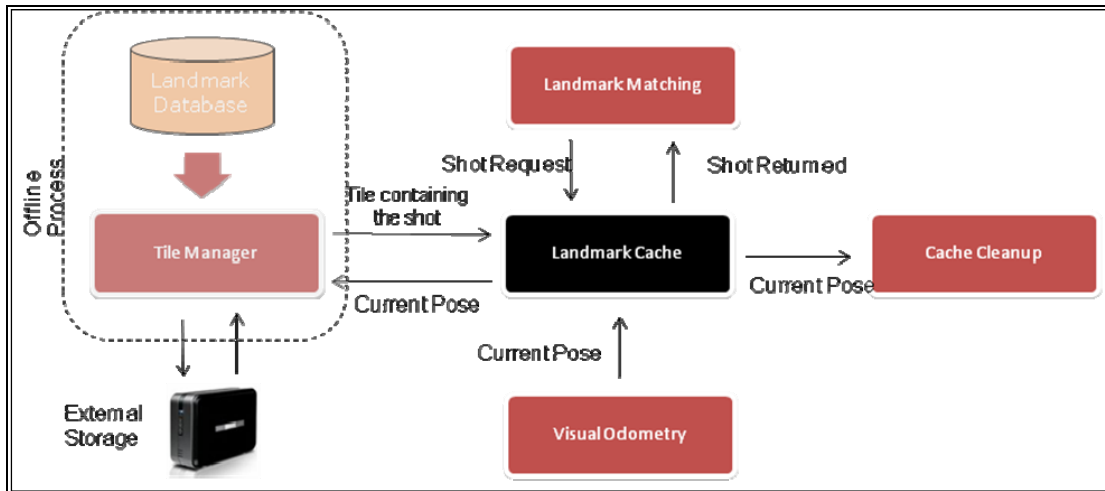 Landmark
Database
Landmark Matching
Offline
Process
Shot Request
Shot Returned
Tile containing
the shot
Tile Manager
Landmark Cache
Cache Cleanup
Current Pose
Current Pose
Current Pose
External
Storage
Visual Odometry